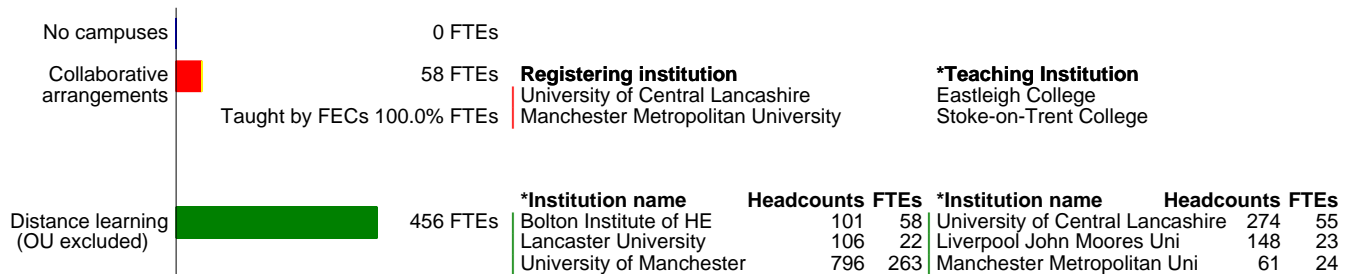 No campuses 0 FTEs
Collaborative arrangements 58 FTEs Registering institution *Teaching Institution
University of Central Lancashire Eastleigh College
Taught by FECs 100.0% FTEs Manchester Metropolitan University Stoke-on-Trent College
*Institution name Headcounts FTEs *Institution name Headcounts FTEs
Distance learning (OU excluded) 456 FTEs Bolton Institute of HE 101 58 University of Central Lancashire 274 55
Lancaster University 106 22 Liverpool John Moores Uni 148 23
University of Manchester 796 263 Manchester Metropolitan Uni 61 24